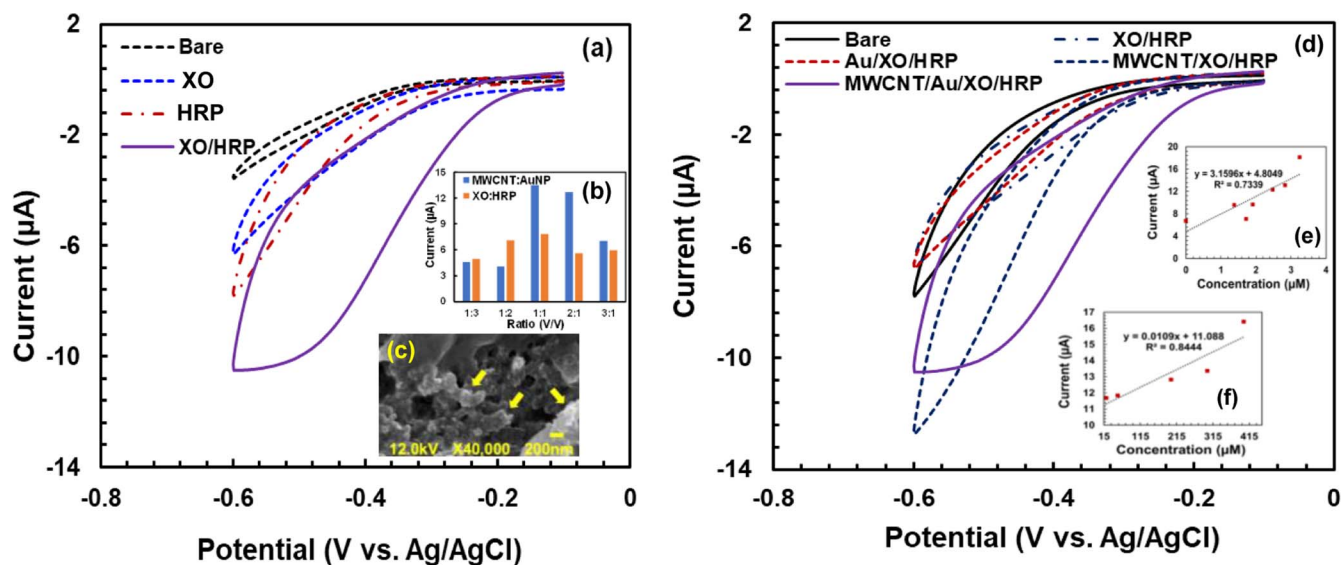 2
-2
-6
-10
-14
Current (µA)
-0.8
-0.6
-0.4
-0.2
0
Potential (V vs. Ag/AgCl)
Bare
XO
HRP
XO/HRP
(a)
(b)
MWCNT:AuNP
XO:HRP
15
12
9
6
3
0
Current (µA)
1:3
1:2
1:1
2:1
3:1
Ratio (V/V)
(c)
12.0kV X40,000 200nm
2
-2
-6
-10
-14
Current (µA)
-0.8
-0.6
-0.4
-0.2
0
Potential (V vs. Ag/AgCl)
Bare
XO/HRP
Au/XO/HRP
MWCNT/XO/HRP
MWCNT/Au/XO/HRP
(d)
20
16
12
8
4
0
Current (µA)
y = 3.1596x + 4.8049
R² = 0.7339
(e)
0
1
2
3
4
Concentration (µM)
17
16
15
14
13
12
11
10
Current (µA)
y = 0.0109x + 11.088
R² = 0.8444
(f)
15
115
215
315
415
Concentration (µM)